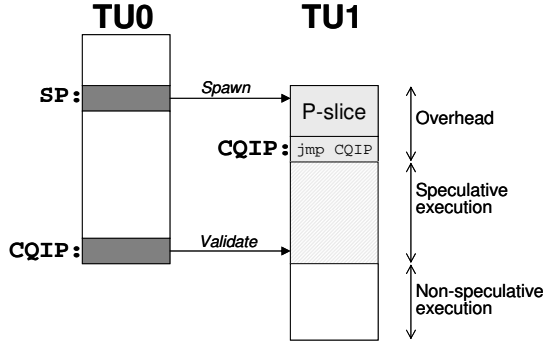 TU0
TU1
SP:
Spawn
P-slice
Overhead
CQIP:
jmp CQIP
Speculative
execution
CQIP:
Validate
Non-speculative
execution